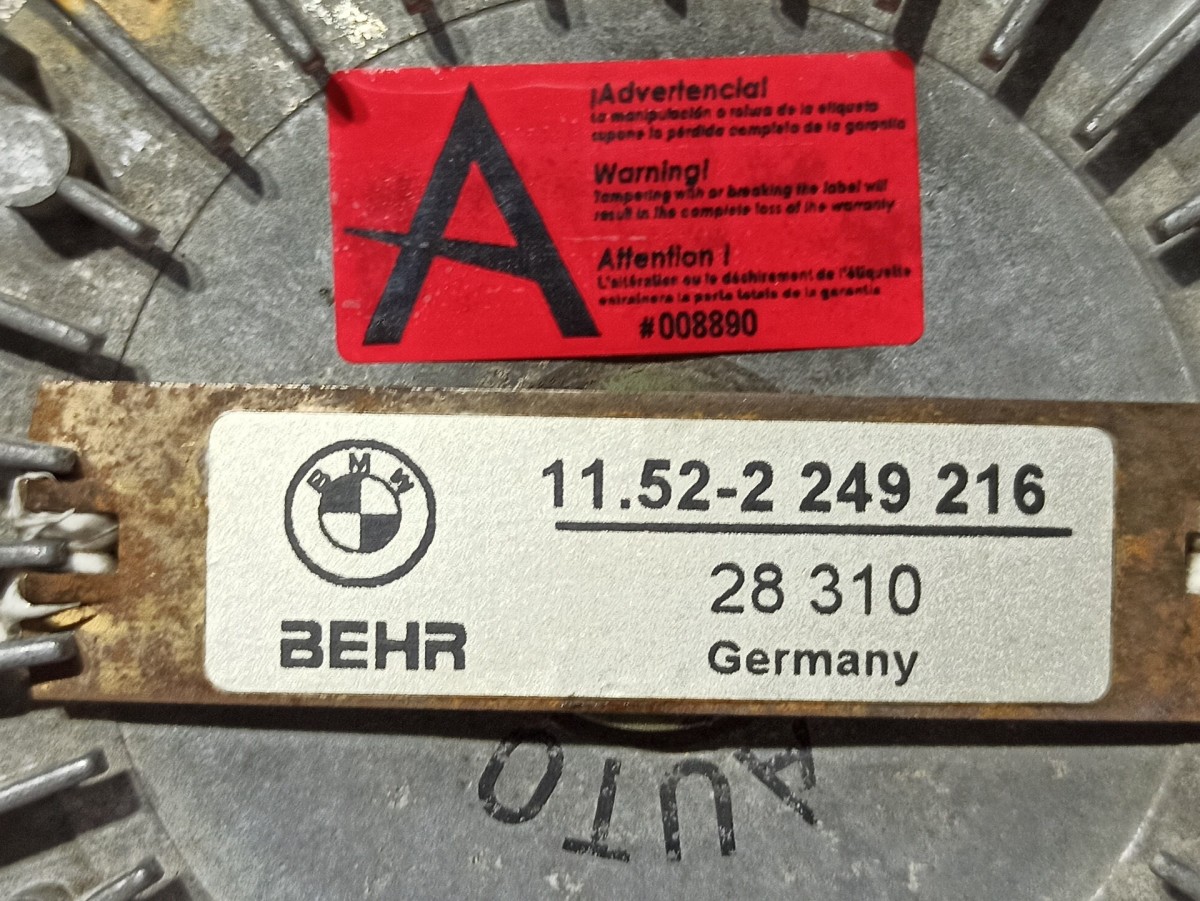 ¡Advertencia!
La manipulación o rotura de la etiqueta
supone la pérdida completa de la garantía
Warning!
Tampering with or breaking the label will
result in the complete loss of the warranty
Attention !
L'altération ou le déchirement de l'étiquette
entraînera la perte totale de la garantie
#008890
A
BMW
11.52-2 249 216
28 310
BEHR
Germany
AUTO